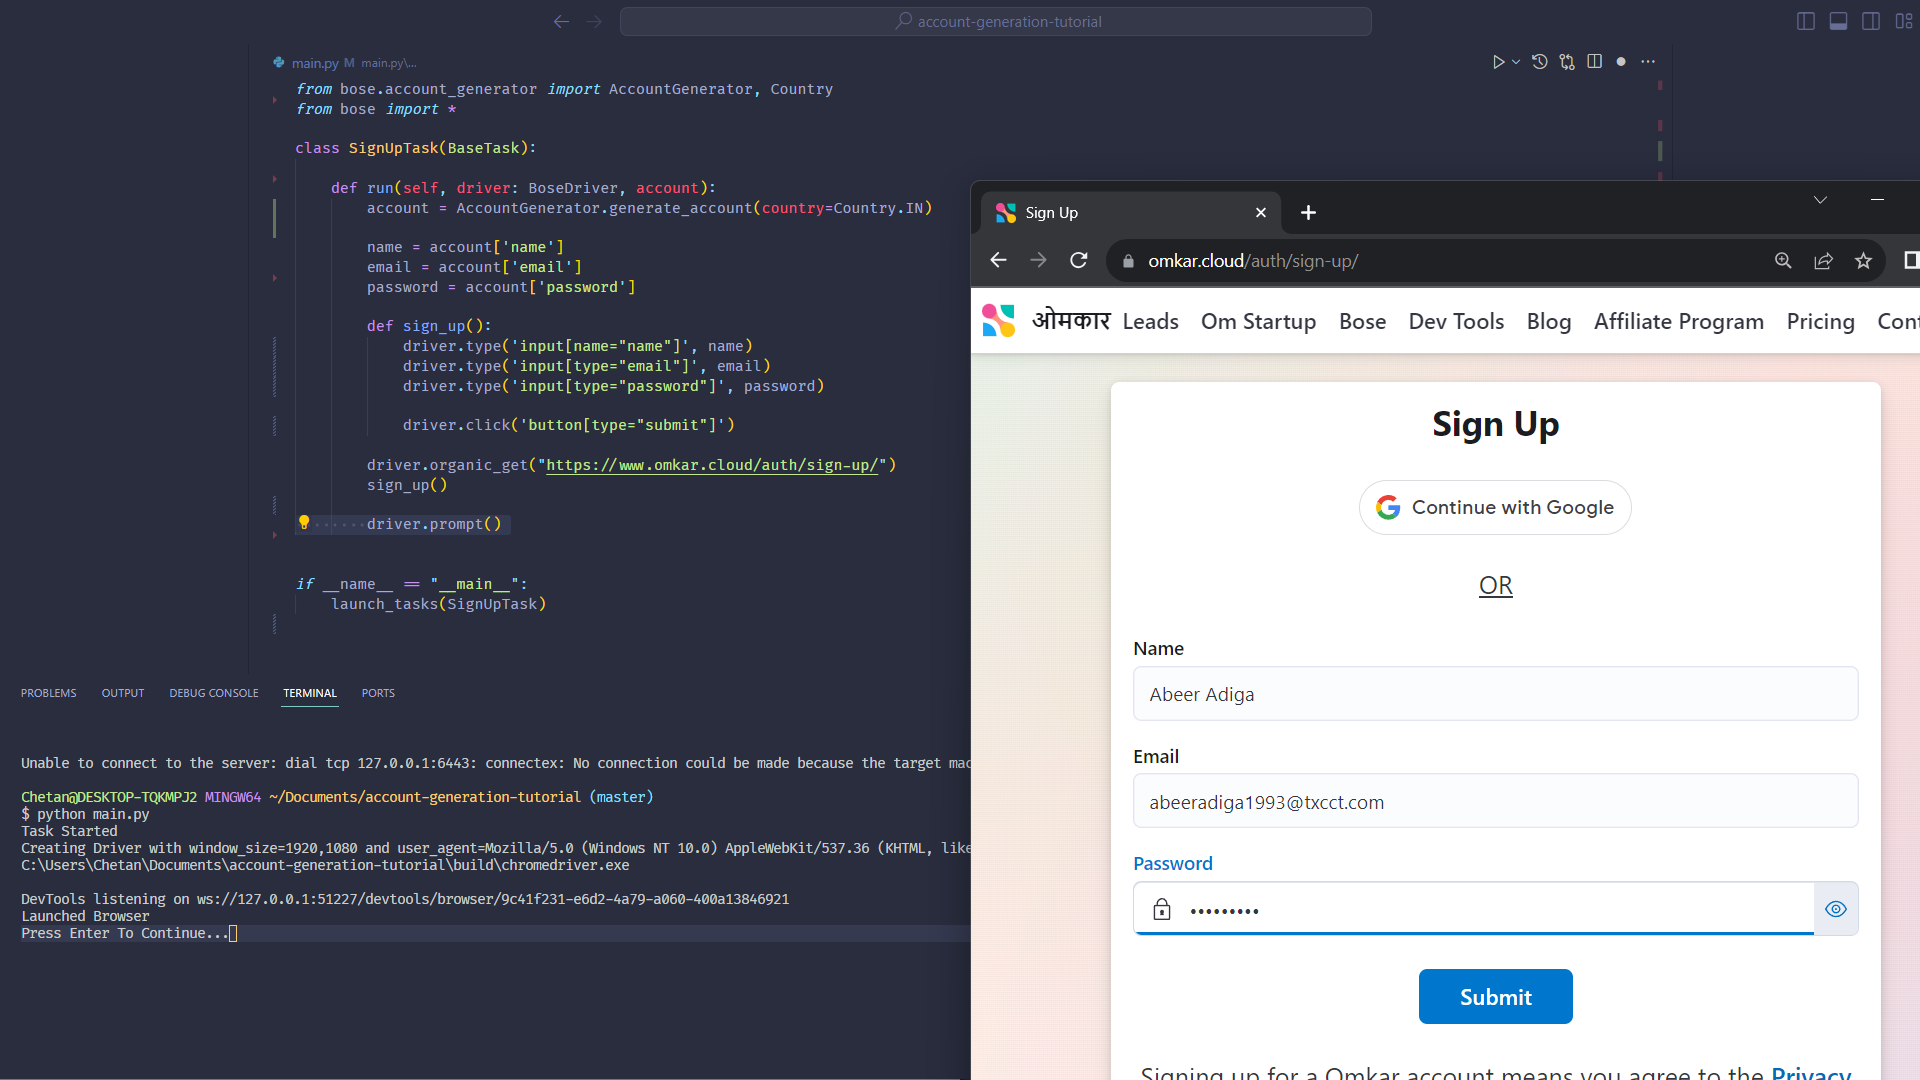 account-generation-tutorial
main.py M main.py\...
from bose.account_generator import AccountGenerator, Country
from bose import *
class SignUpTask(BaseTask):
def run(self, driver: BoseDriver, account):
account = AccountGenerator.generate_account(country=Country.IN)
name = account['name']
email = account['email']
password = account['password']
def sign_up():
driver.type('input[name="name"]', name)
driver.type('input[type="email"]', email)
driver.type('input[type="password"]', password)
driver.click('button[type="submit"]')
driver.organic_get("https://www.omkar.cloud/auth/sign-up/")
sign_up()
driver.prompt()
if __name__ == "__main__":
launch_tasks(SignUpTask)
PROBLEMS OUTPUT DEBUG CONSOLE TERMINAL PORTS
Unable to connect to the server: dial tcp 127.0.0.1:6443: connectex: No connection could be made because the target mac
Chetan@DESKTOP-TQKMPJ2 MINGW64 ~/Documents/account-generation-tutorial (master)
$ python main.py
Task Started
Creating Driver with window_size=1920,1080 and user_agent=Mozilla/5.0 (Windows NT 10.0) AppleWebKit/537.36 (KHTML, like
C:\Users\Chetan\Documents\account-generation-tutorial\build\chromedriver.exe
DevTools listening on ws://127.0.0.1:51227/devtools/browser/9c41f231-e6d2-4a79-a060-400a13846921
Launched Browser
Press Enter To Continue...
Sign Up
omkar.cloud/auth/sign-up/
ओमकार Leads Om Startup Bose Dev Tools Blog Affiliate Program Pricing Cont
Sign Up
Continue with Google
OR
Name
Abeer Adiga
Email
abeeradiga1993@txcct.com
Password
•••••••••
Submit
Signing up for a Omkar account means you agree to the Privacy